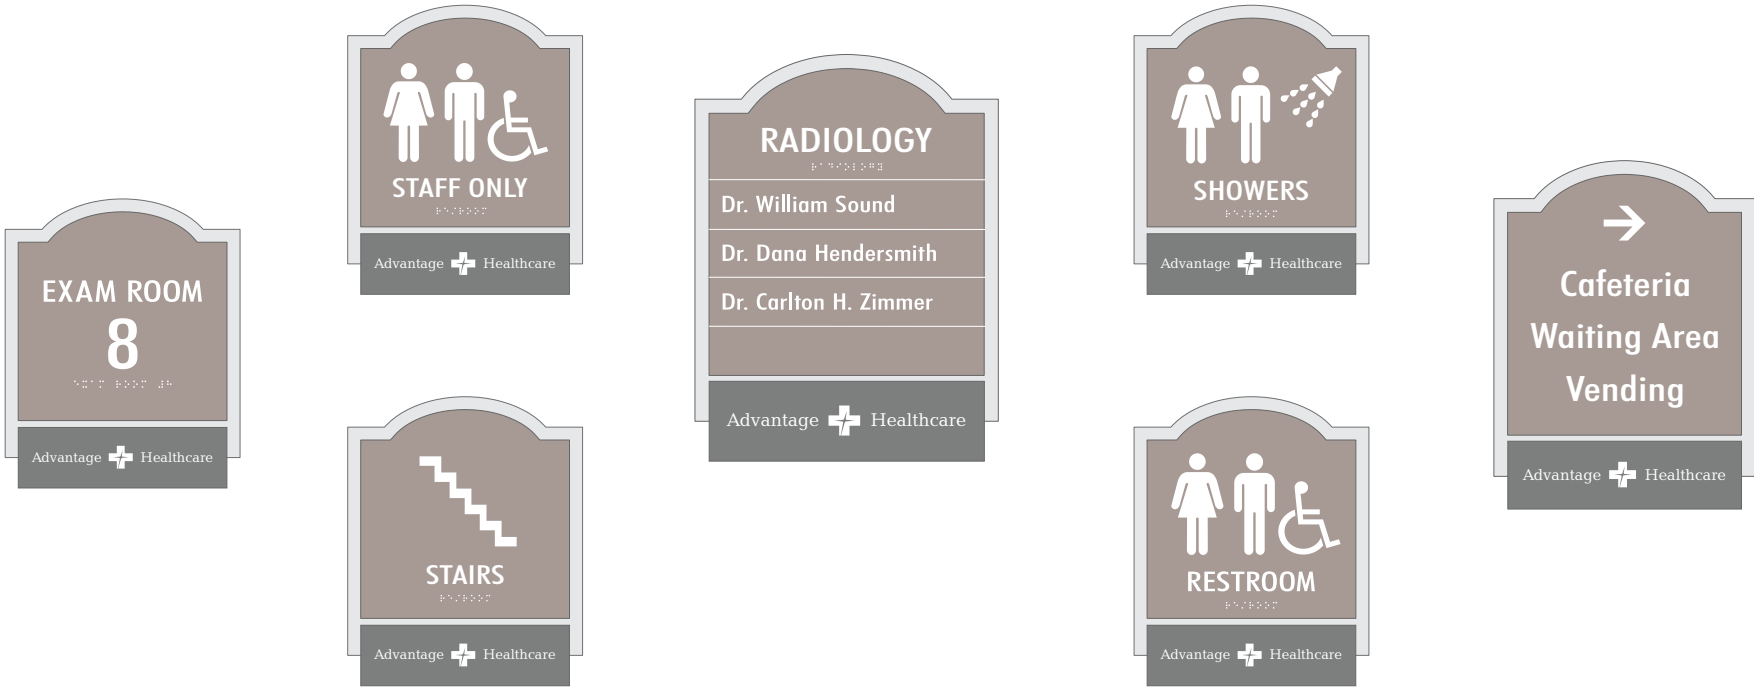 EXAM ROOM
8
⠑⠭⠁⠍ ⠗⠕⠕⠍ ⠼⠓
Advantage Healthcare
STAFF ONLY
Advantage Healthcare
STAIRS
Advantage Healthcare
RADIOLOGY
⠗⠁⠙⠊⠕⠇⠕⠛⠽
Dr. William Sound
Dr. Dana Hendersmith
Dr. Carlton H. Zimmer
Advantage Healthcare
SHOWERS
Advantage Healthcare
RESTROOM
Advantage Healthcare
Cafeteria
Waiting Area
Vending
Advantage Healthcare